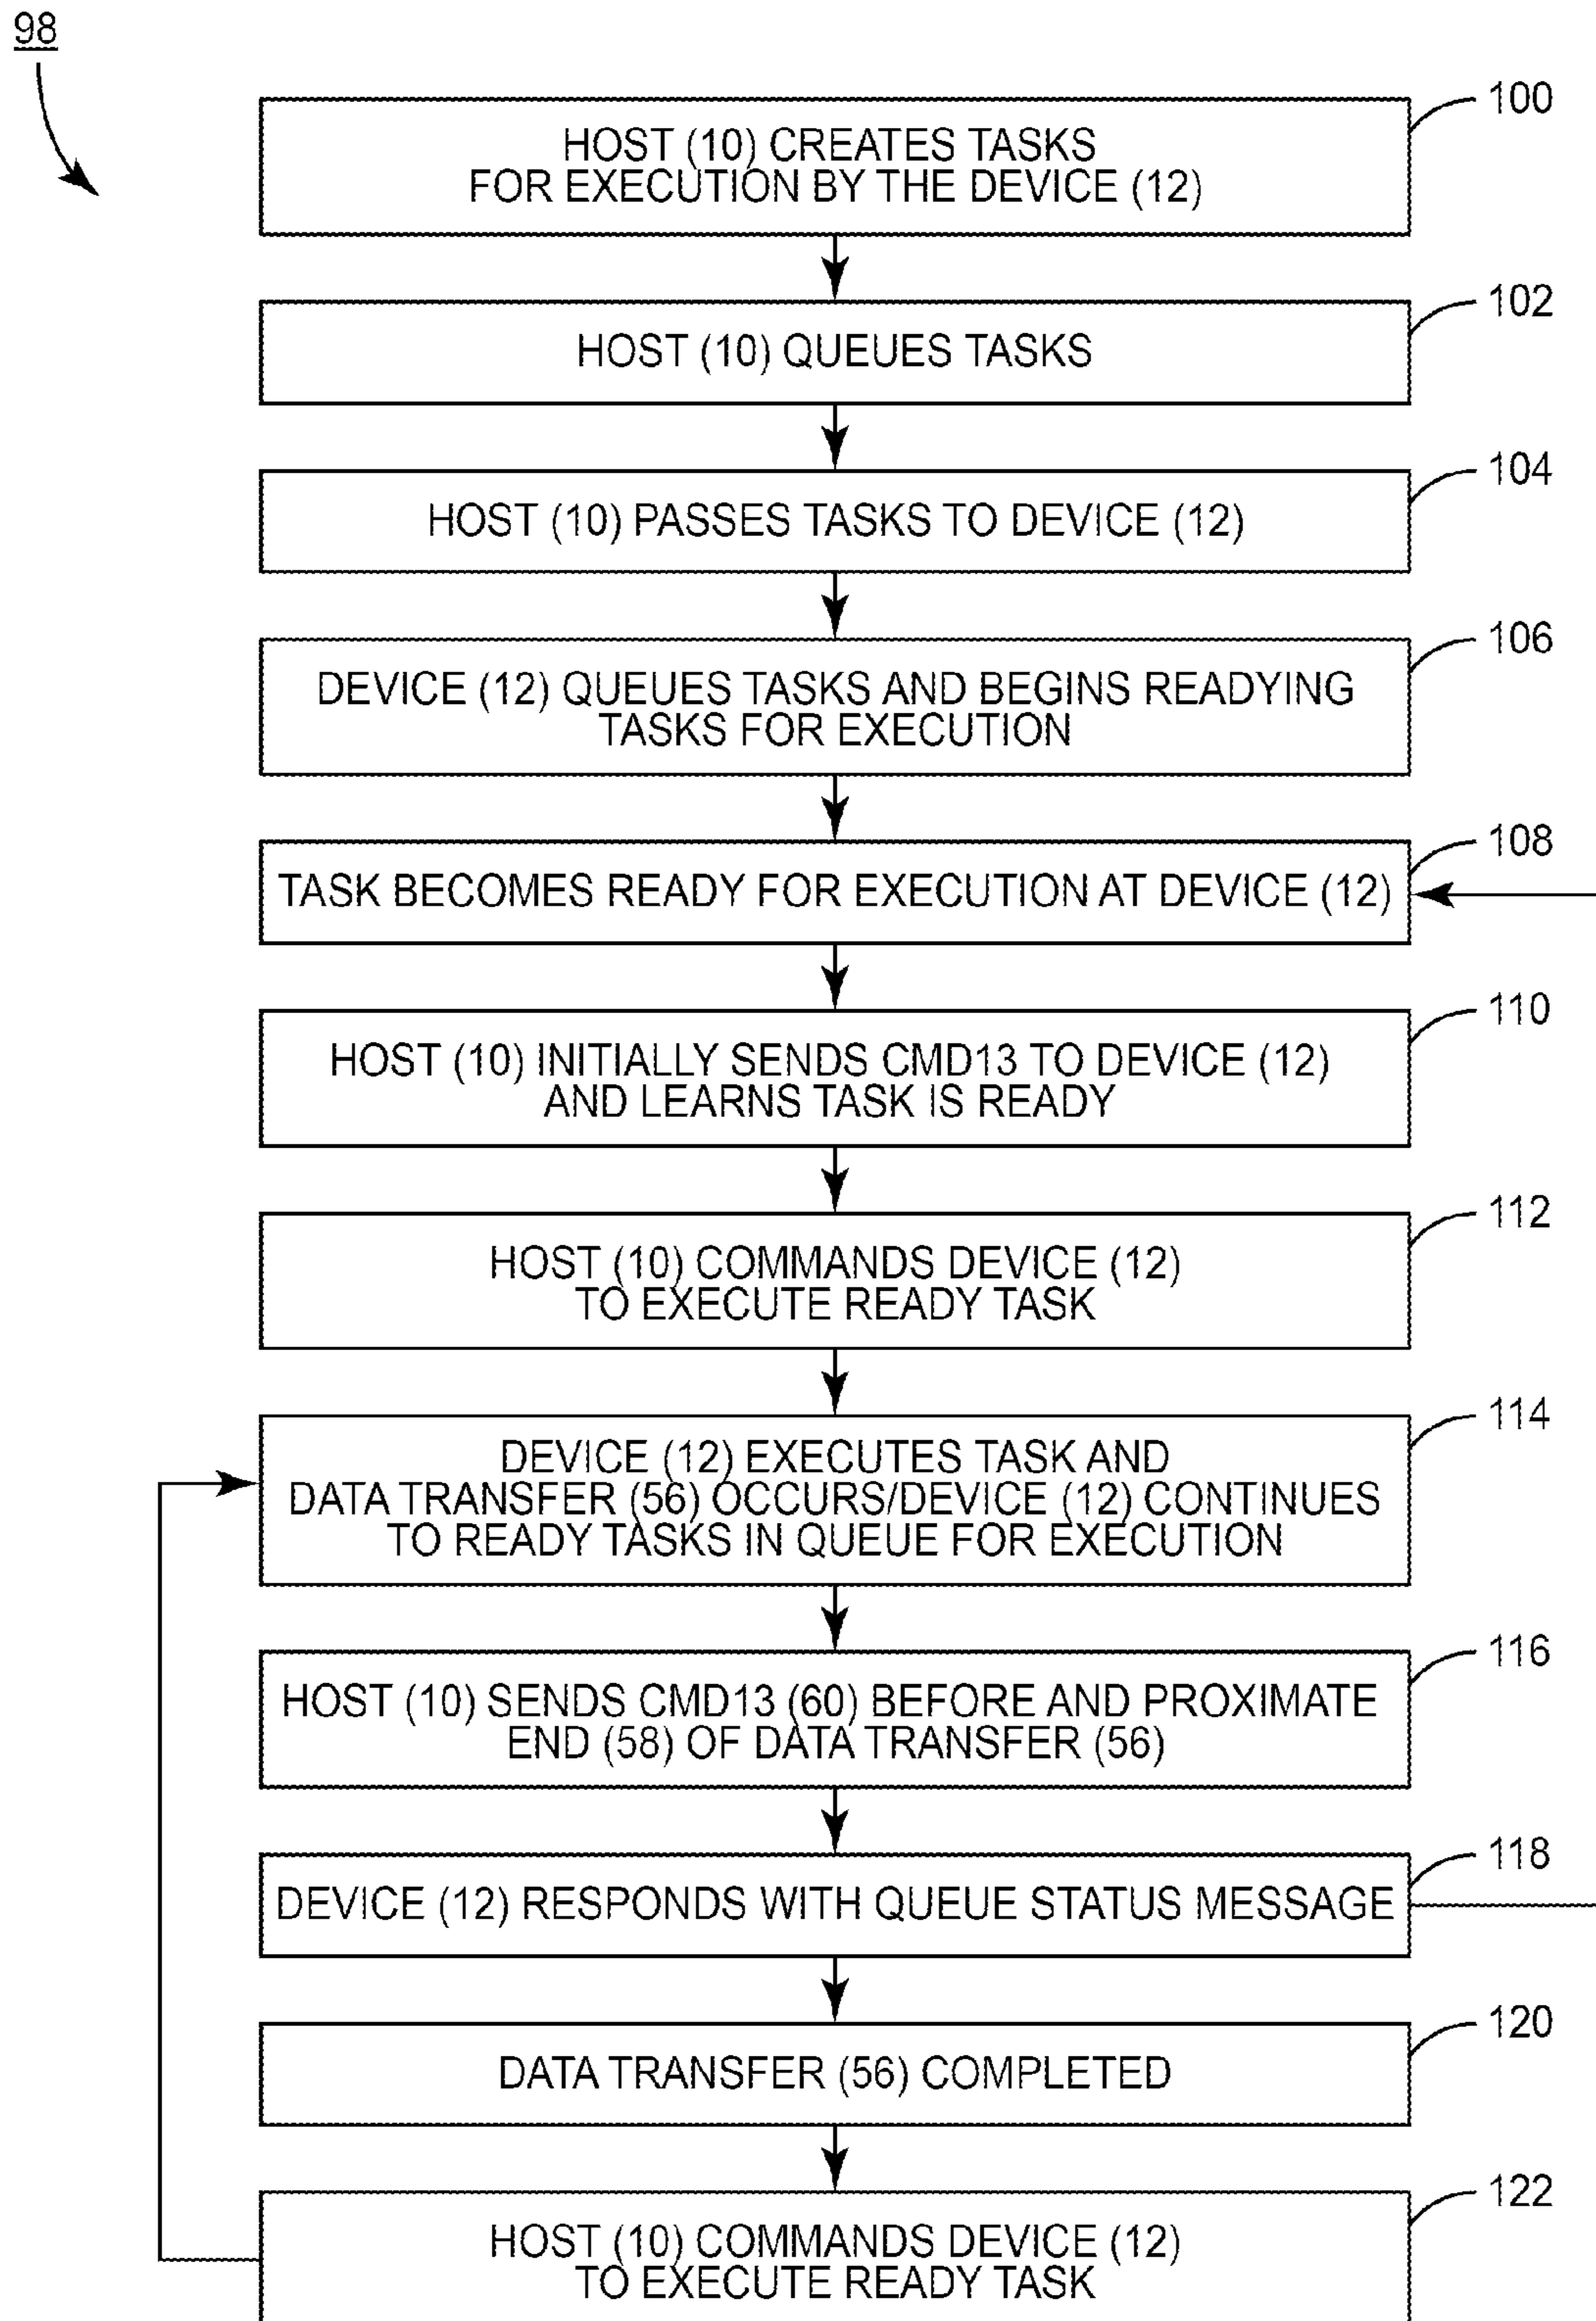 98
100
HOST (10) CREATES TASKS
FOR EXECUTION BY THE DEVICE (12)
102
HOST (10) QUEUES TASKS
104
HOST (10) PASSES TASKS TO DEVICE (12)
106
DEVICE (12) QUEUES TASKS AND BEGINS READYING
TASKS FOR EXECUTION
108
TASK BECOMES READY FOR EXECUTION AT DEVICE (12)
110
HOST (10) INITIALLY SENDS CMD13 TO DEVICE (12)
AND LEARNS TASK IS READY
112
HOST (10) COMMANDS DEVICE (12)
TO EXECUTE READY TASK
114
DEVICE (12) EXECUTES TASK AND
DATA TRANSFER (56) OCCURS/DEVICE (12) CONTINUES
TO READY TASKS IN QUEUE FOR EXECUTION
116
HOST (10) SENDS CMD13 (60) BEFORE AND PROXIMATE
END (58) OF DATA TRANSFER (56)
118
DEVICE (12) RESPONDS WITH QUEUE STATUS MESSAGE
120
DATA TRANSFER (56) COMPLETED
122
HOST (10) COMMANDS DEVICE (12)
TO EXECUTE READY TASK